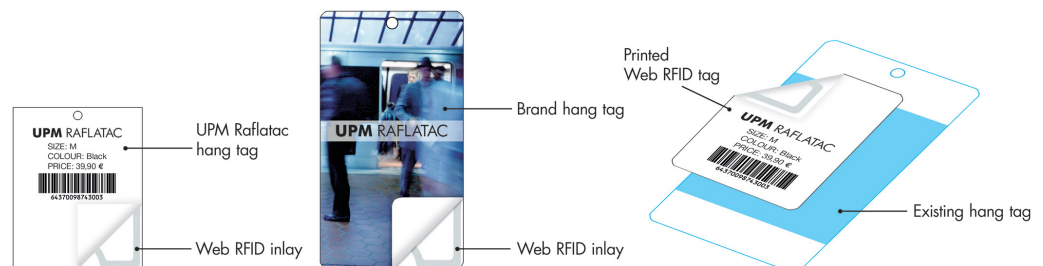 UPM RAFLATAC
SIZE: M
COLOUR: Black
PRICE: 39,90 €
64370098743003
UPM Raflatac
hang tag
Web RFID inlay
UPM RAFLATAC
Brand hang tag
Web RFID inlay
Printed
Web RFID tag
UPM RAFLATAC
SIZE: M
COLOUR: Black
PRICE: 39,90 €
64370098743003
Existing hang tag